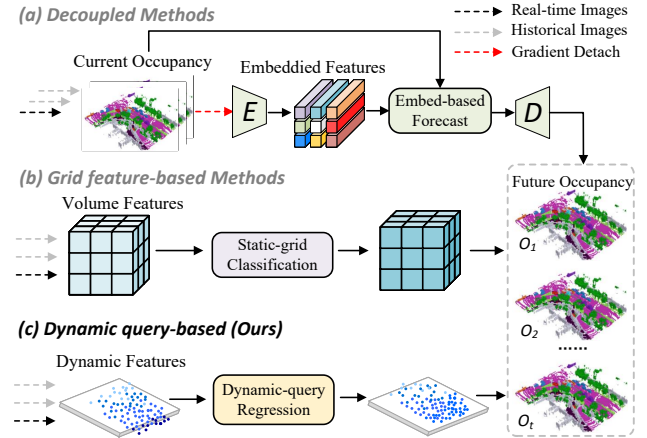 (a) Decoupled Methods
Real-time Images
Historical Images
Gradient Detach
Current Occupancy
Embeddied Features
E
Embed-based
Forecast
D
(b) Grid feature-based Methods
Volume Features
Static-grid
Classification
Future Occupancy
O1
O2
......
Ot
(c) Dynamic query-based (Ours)
Dynamic Features
Dynamic-query
Regression